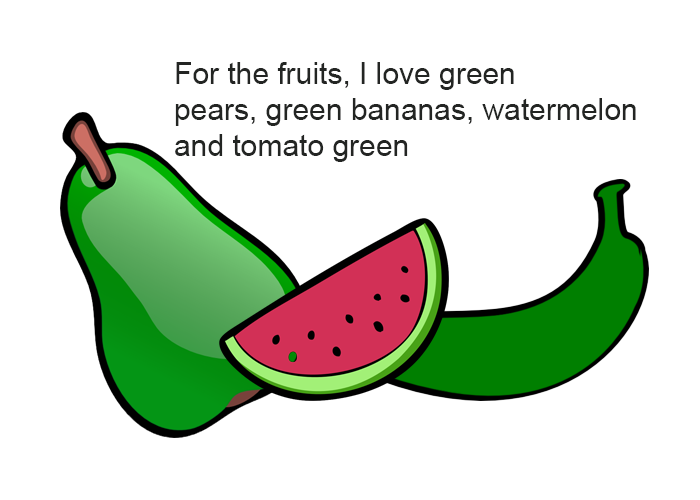 For the fruits, I love green
pears, green bananas, watermelon
and tomato green